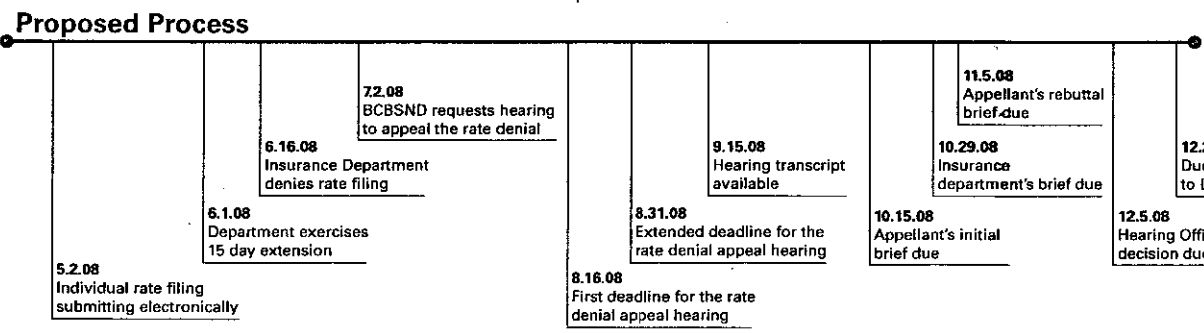 Proposed Process
5.2.08
Individual rate filing
submitting electronically
6.1.08
Department exercises
15 day extension
6.16.08
Insurance Department
denies rate filing
7.2.08
BCBSND requests hearing
to appeal the rate denial
8.16.08
First deadline for the rate
denial appeal hearing
8.31.08
Extended deadline for the
rate denial appeal hearing
9.15.08
Hearing transcript
available
10.15.08
Appellant's initial
brief due
10.29.08
Insurance
department's brief due
11.5.08
Appellant's rebuttal
brief due
12.5.08
Hearing
decision
to